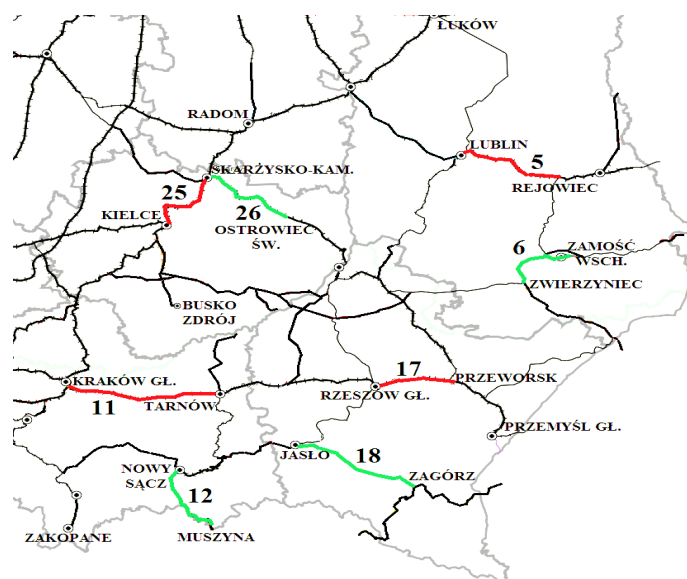 ŁUKÓW
RADOM
LUBLIN
5
REJOWIEC
SKARŻYSKO-KAM.
25
26
KIELCE
OSTROWIEC
ŚW.
6
ZAMOŚĆ
WSCH.
ZWIERZYNIEC
BUSKO
ZDRÓJ
17
KRAKÓW GŁ.
11
TARNÓW
RZESZÓW GŁ.
PRZEWORSK
PRZEMYŚL GŁ.
JASŁO
18
NOWY
SĄCZ
12
ZAGÓRZ
ZAKOPANE
MUSZYNA